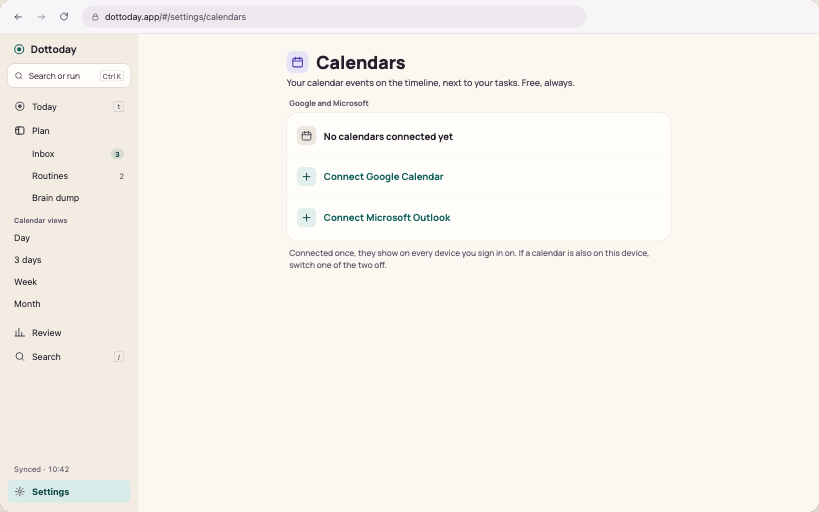 dottoday.app/#/settings/calendars
Dottoday
Search or run Ctrl K
Today t
Plan
Inbox 3
Routines 2
Brain dump
Calendar views
Day
3 days
Week
Month
Review
Search /
Synced · 10:42
Settings
Calendars
Your calendar events on the timeline, next to your tasks. Free, always.
Google and Microsoft
No calendars connected yet
Connect Google Calendar
Connect Microsoft Outlook
Connected once, they show on every device you sign in on. If a calendar is also on this device,
switch one of the two off.